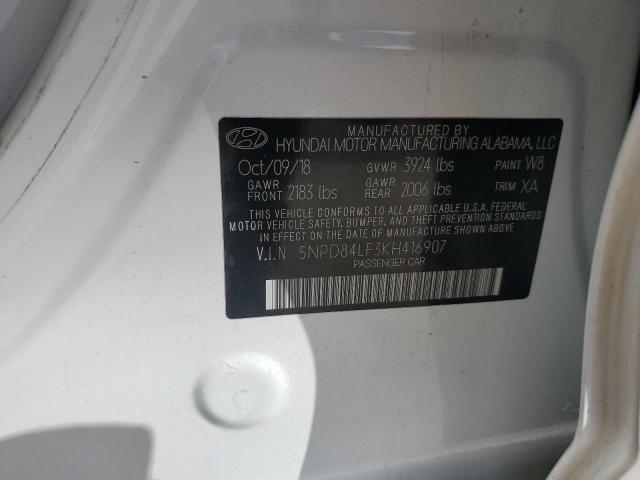 MANUFACTURED BY
HYUNDAI MOTOR MANUFACTURING ALABAMA, LLC
Oct/09/18 GVWR 3924 lbs PAINT W8
GAWR FRONT 2183 lbs GAWR REAR 2006 lbs TRIM XA
THIS VEHICLE CONFORMS TO ALL APPLICABLE U.S.A. FEDERAL
MOTOR VEHICLE SAFETY, BUMPER, AND THEFT PREVENTION STANDARDS
IN EFFECT ON THE DATE OF MANUFACTURE SHOWN ABOVE.
V.I.N 5NPD84LF3KH416907
PASSENGER CAR